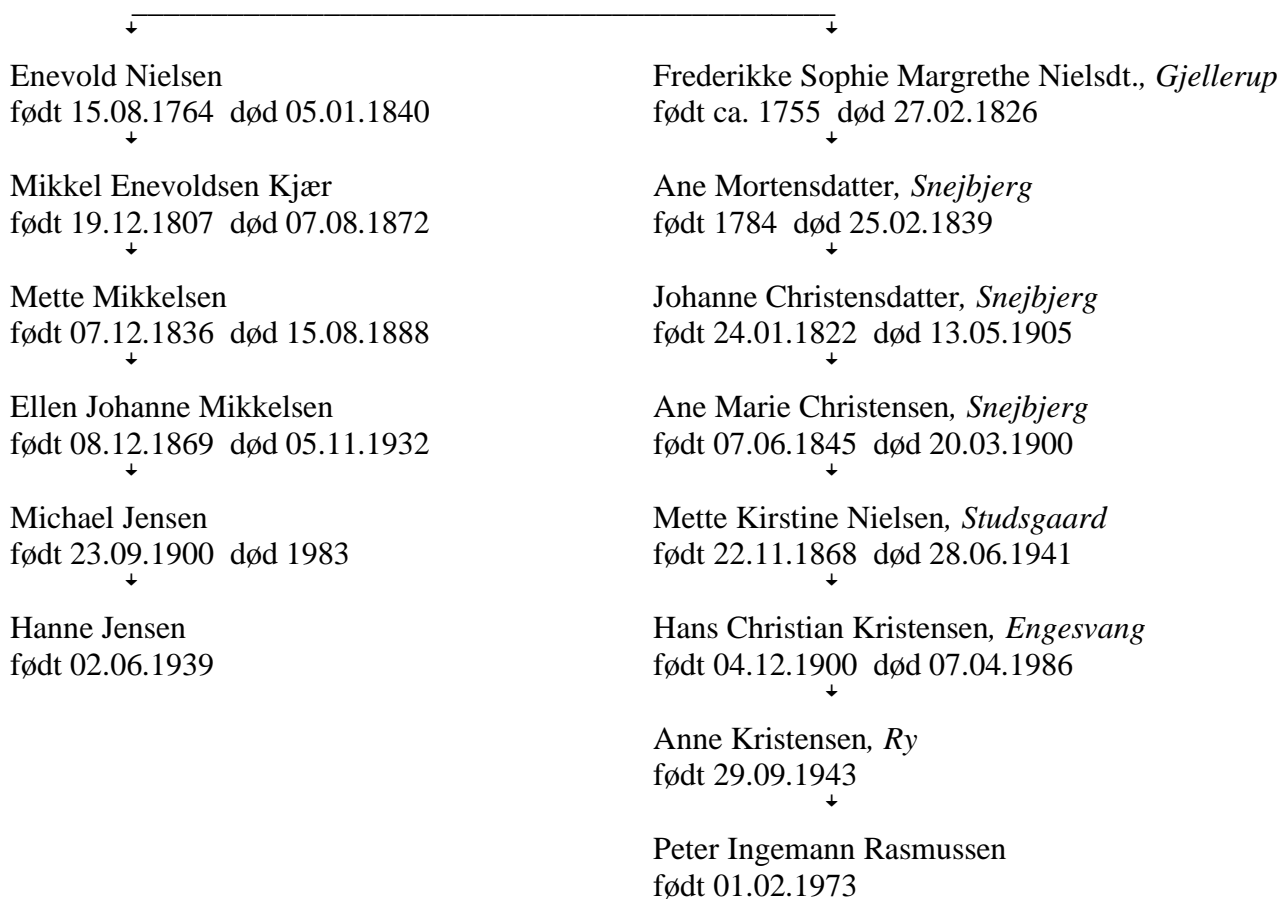 Enevold Nielsen
født 15.08.1764  død 05.01.1840
Mikkel Enevoldsen Kjær
født 19.12.1807  død 07.08.1872
Mette Mikkelsen
født 07.12.1836  død 15.08.1888
Ellen Johanne Mikkelsen
født 08.12.1869  død 05.11.1932
Michael Jensen
født 23.09.1900  død 1983
Hanne Jensen
født 02.06.1939
Frederikke Sophie Margrethe Nielsdt., Gjellerup
født ca. 1755  død 27.02.1826
Ane Mortensdatter, Snejbjerg
født 1784  død 25.02.1839
Johanne Christensdatter, Snejbjerg
født 24.01.1822  død 13.05.1905
Ane Marie Christensen, Snejbjerg
født 07.06.1845  død 20.03.1900
Mette Kirstine Nielsen, Studsgaard
født 22.11.1868  død 28.06.1941
Hans Christian Kristensen, Engesvang
født 04.12.1900  død 07.04.1986
Anne Kristensen, Ry
født 29.09.1943
Peter Ingemann Rasmussen
født 01.02.1973